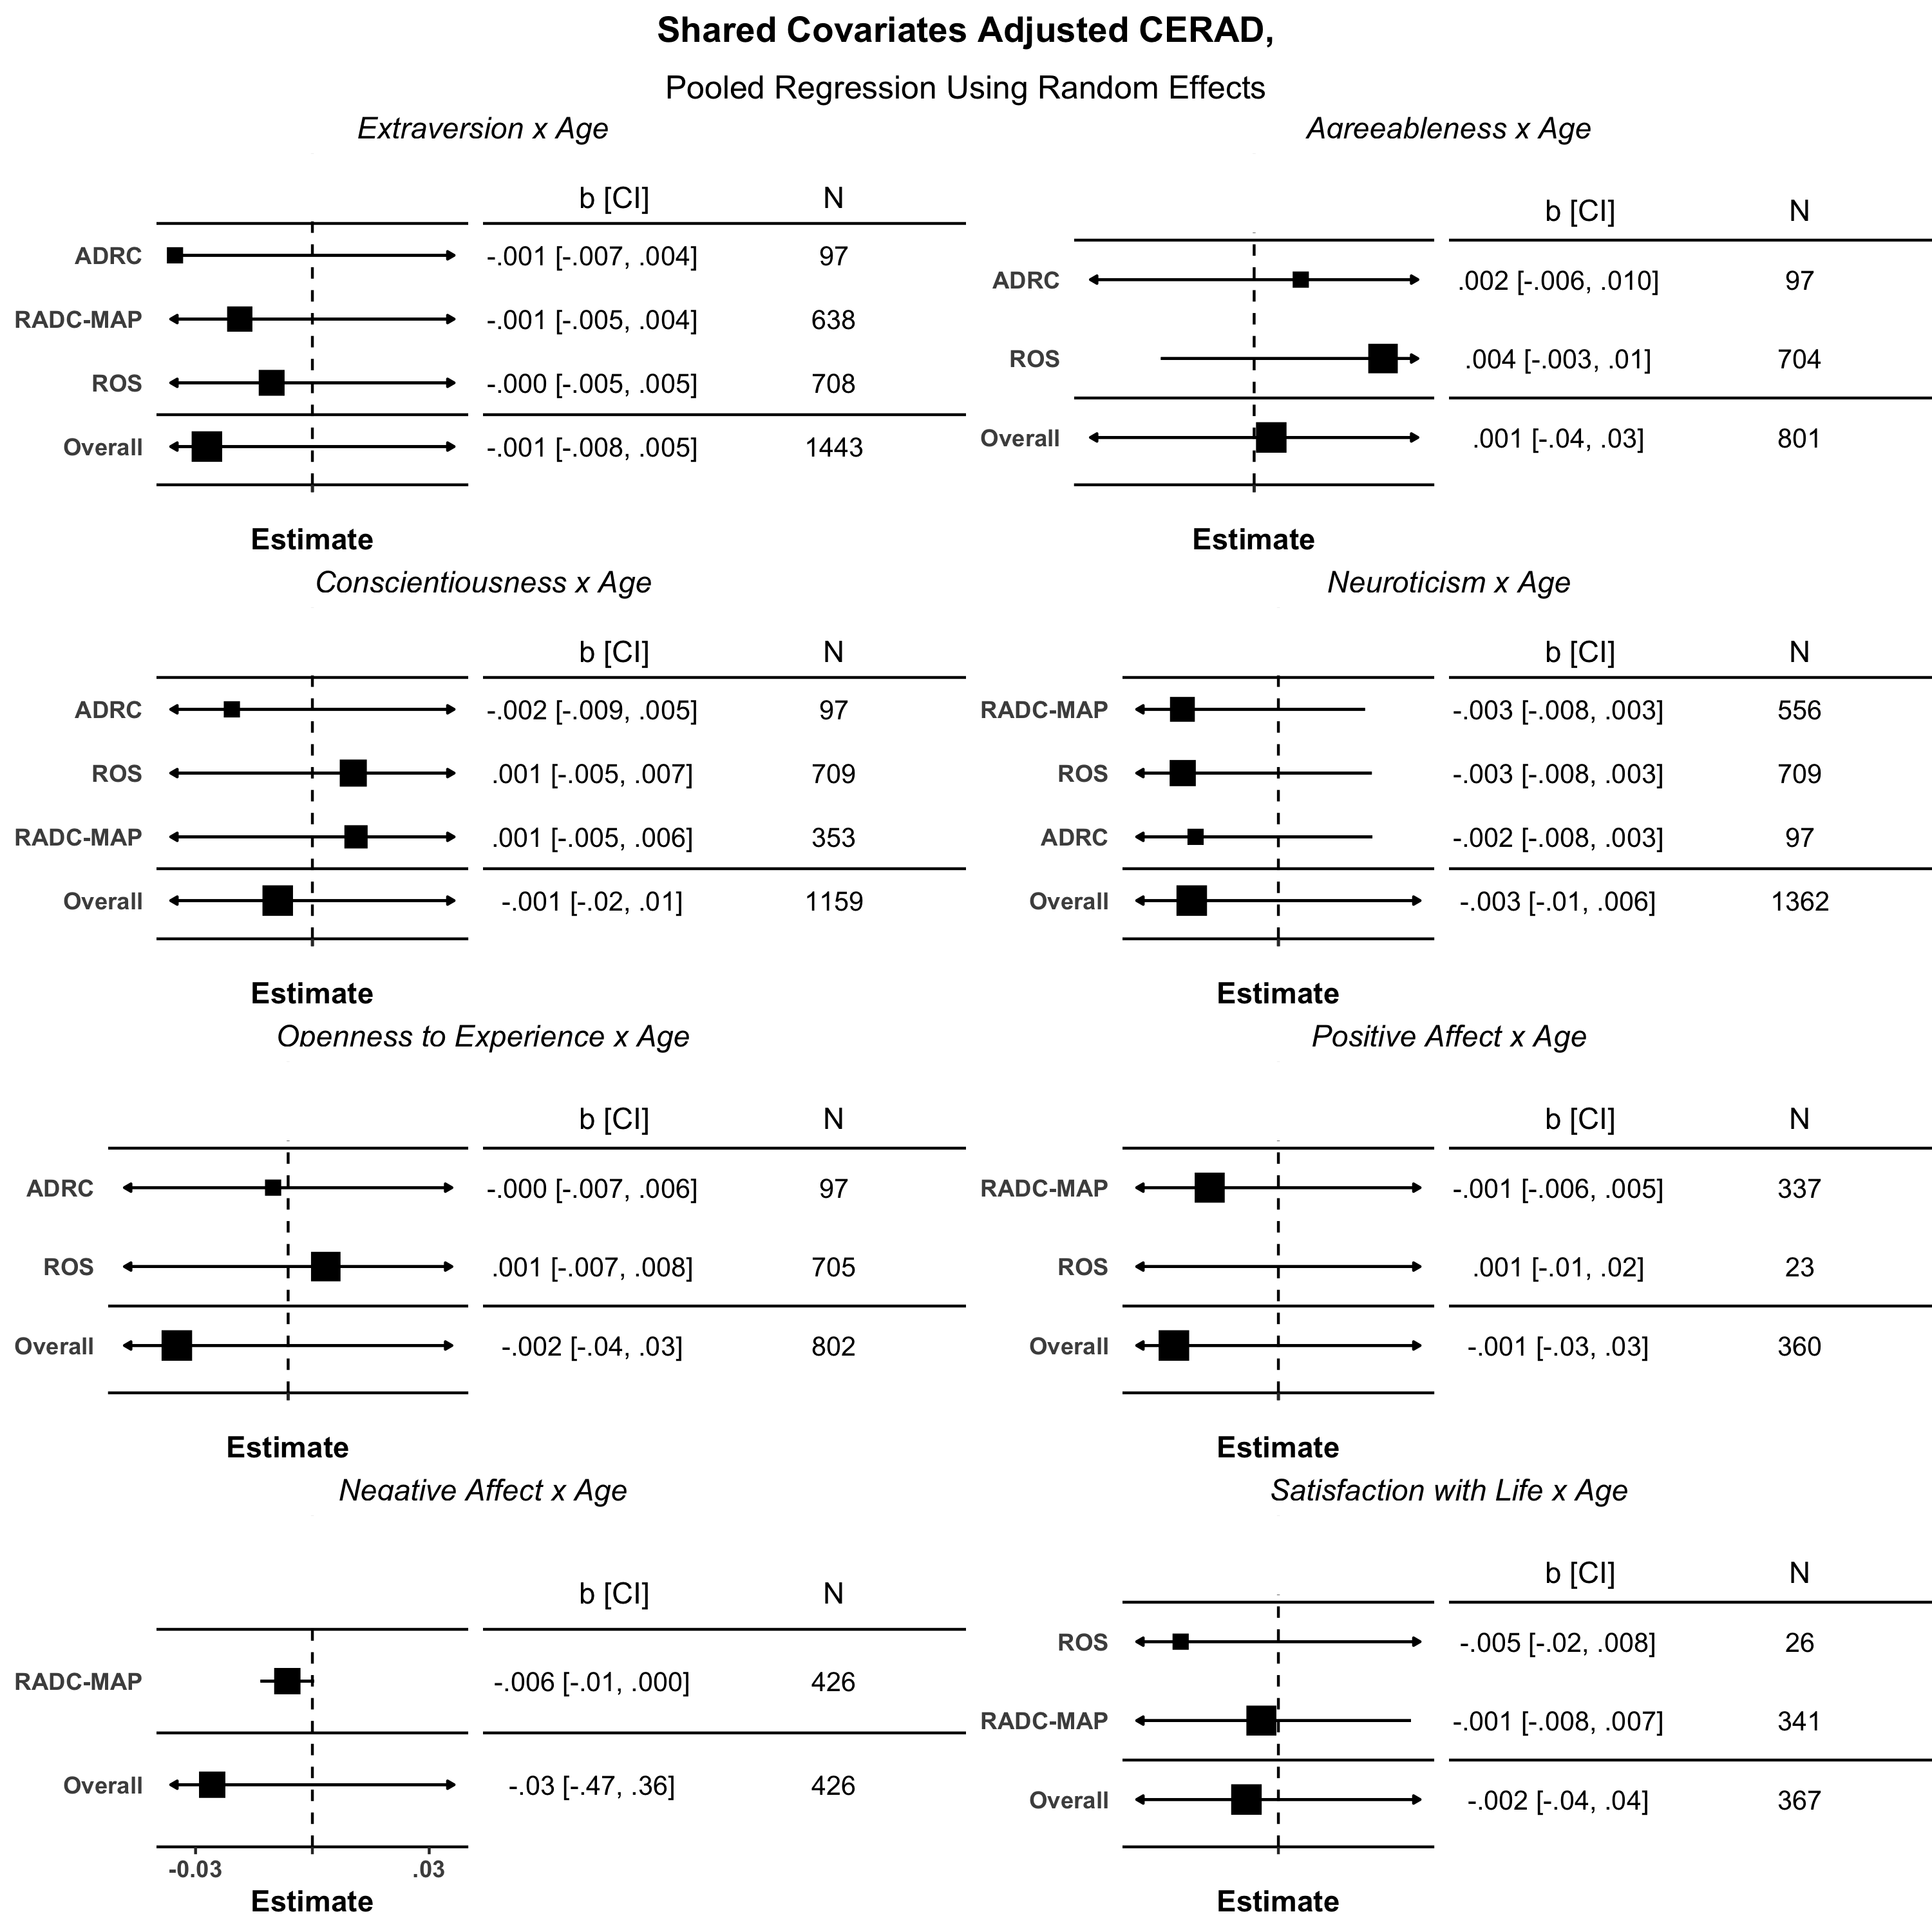 Shared Covariates Adjusted CERAD,
Pooled Regression Using Random Effects
Extraversion x Age
b [CI] N
ADRC -.001 [-.007, .004] 97
RADC-MAP -.001 [-.005, .004] 638
ROS -.000 [-.005, .005] 708
Overall -.001 [-.008, .005] 1443
Estimate
Agreeableness x Age
b [CI] N
ADRC .002 [-.006, .010] 97
ROS .004 [-.003, .01] 704
Overall .001 [-.04, .03] 801
Estimate
Conscientiousness x Age
b [CI] N
ADRC -.002 [-.009, .005] 97
ROS .001 [-.005, .007] 709
RADC-MAP .001 [-.005, .006] 353
Overall -.001 [-.02, .01] 1159
Estimate
Neuroticism x Age
b [CI] N
RADC-MAP -.003 [-.008, .003] 556
ROS -.003 [-.008, .003] 709
ADRC -.002 [-.008, .003] 97
Overall -.003 [-.01, .006] 1362
Estimate
Openness to Experience x Age
b [CI] N
ADRC -.000 [-.007, .006] 97
ROS .001 [-.007, .008] 705
Overall -.002 [-.04, .03] 802
Estimate
Positive Affect x Age
b [CI] N
RADC-MAP -.001 [-.006, .005] 337
ROS .001 [-.01, .02] 23
Overall -.001 [-.03, .03] 360
Estimate
Negative Affect x Age
b [CI] N
RADC-MAP -.006 [-.01, .000] 426
Overall -.03 [-.47, .36] 426
-0.03 .03
Estimate
Satisfaction with Life x Age
b [CI] N
ROS -.005 [-.02, .008] 26
RADC-MAP -.001 [-.008, .007] 341
Overall -.002 [-.04, .04] 367
Estimate